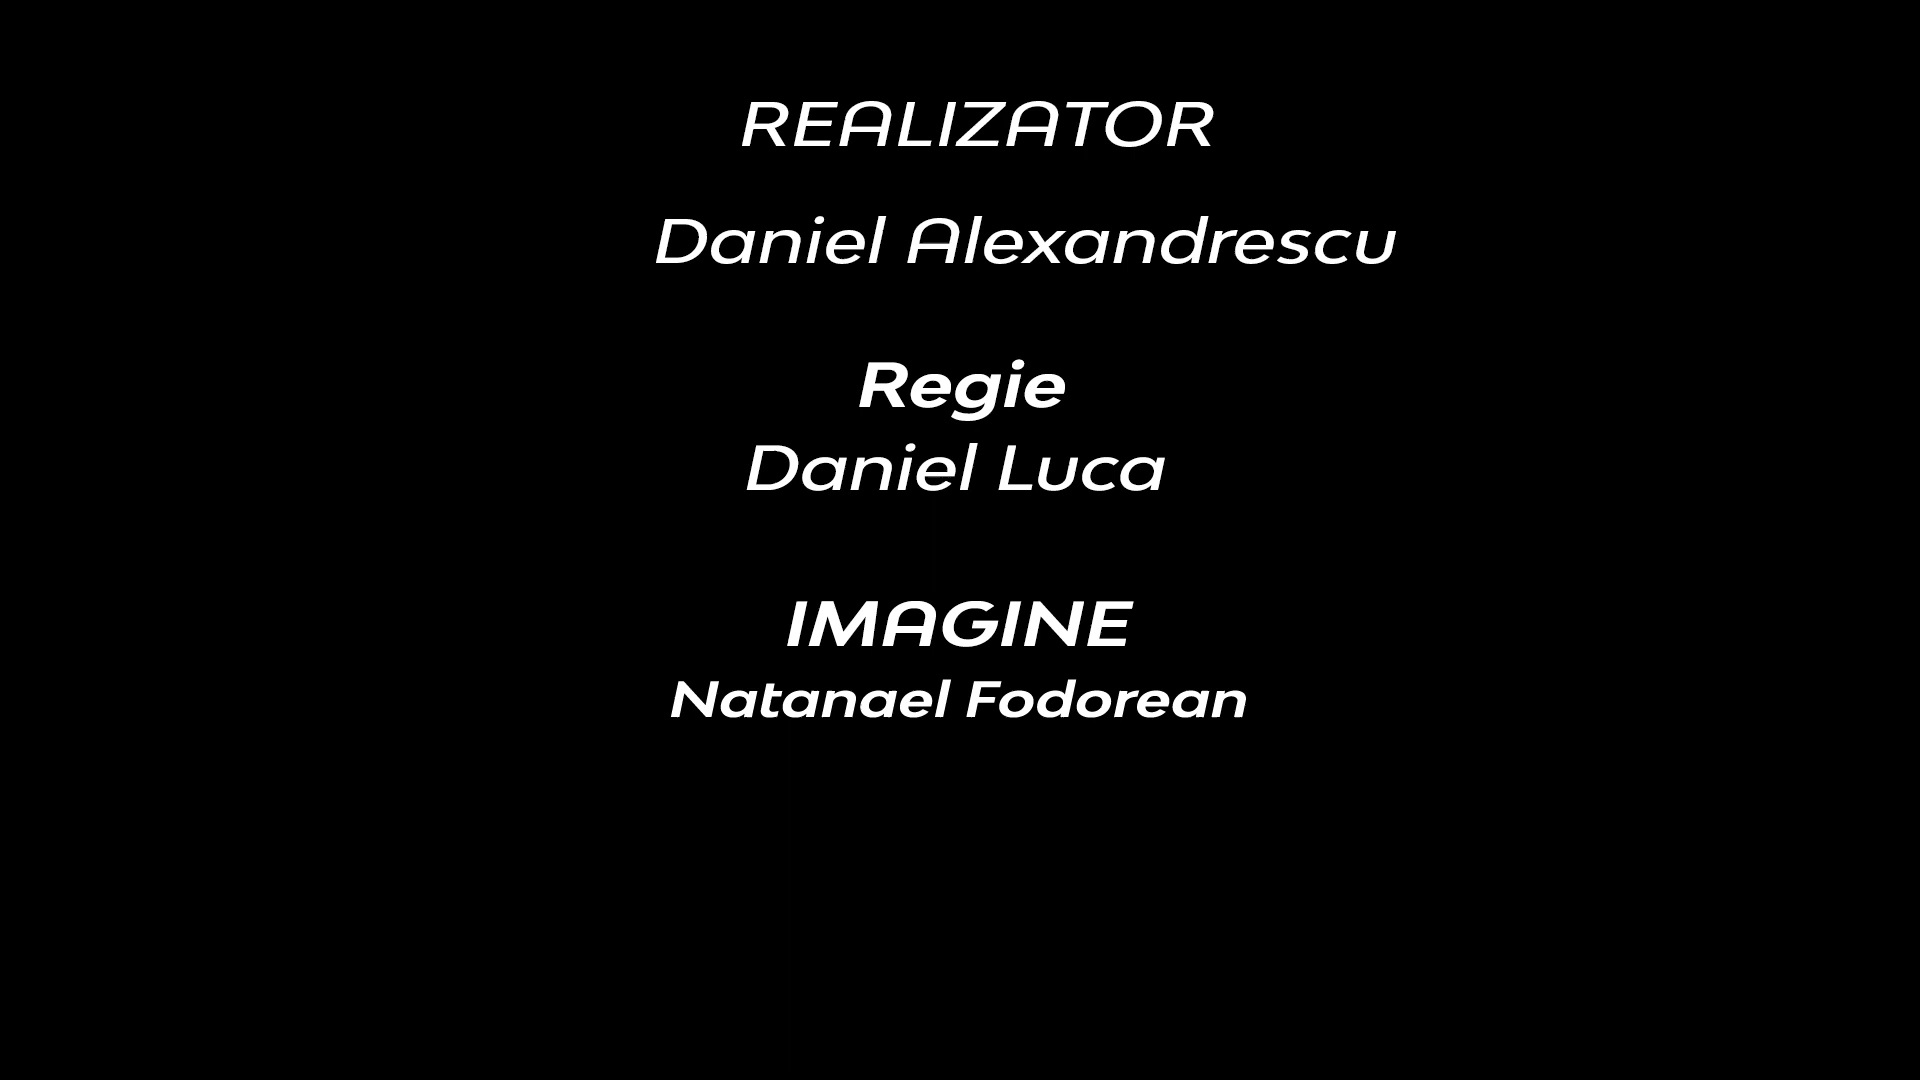 REALIZATOR
Daniel Alexandrescu
Regie
Daniel Luca
IMAGINE
Natanael Fodorean